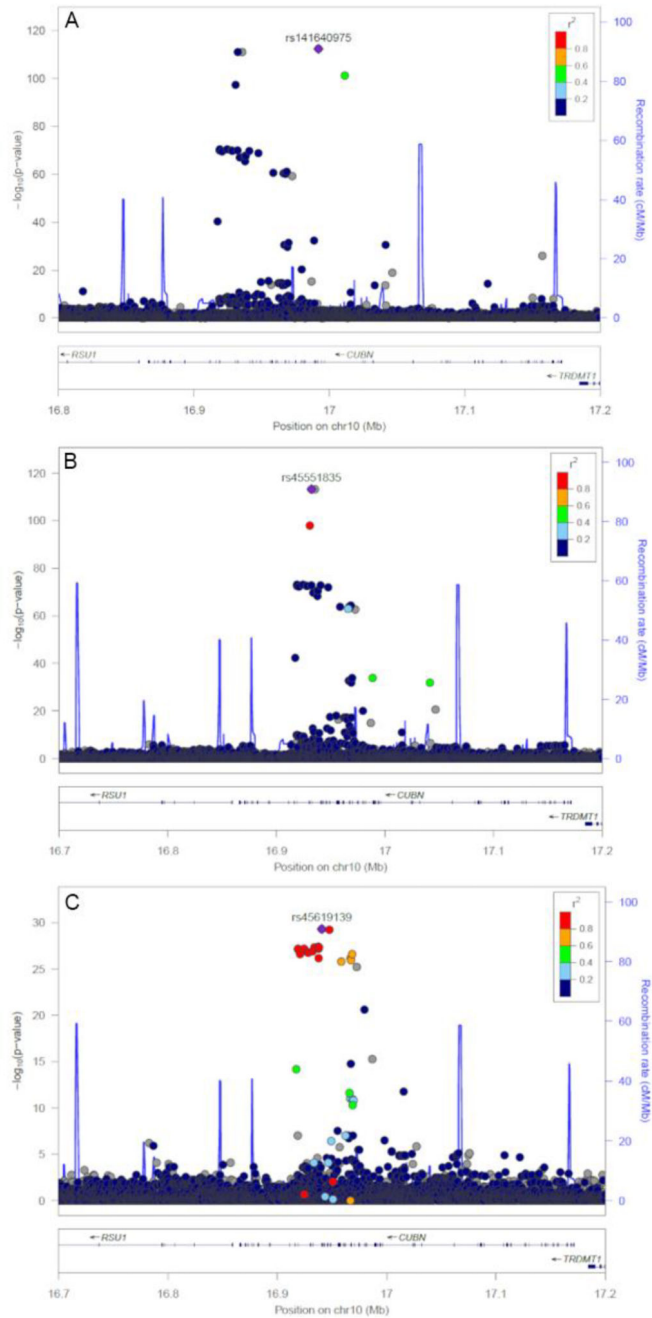 A
rs141640975
r²
0.8
0.6
0.4
0.2
120
100
80
60
40
20
0
100
80
60
40
20
0
−log10(p−value)
Recombination rate (cM/Mb)
RSU1
CUBN
TRDMT1
16.8
16.9
17
17.1
17.2
Position on chr10 (Mb)
B
rs45551835
r²
0.8
0.6
0.4
0.2
120
100
80
60
40
20
0
100
80
60
40
20
0
−log10(p−value)
Recombination rate (cM/Mb)
RSU1
CUBN
TRDMT1
16.7
16.8
16.9
17
17.1
17.2
Position on chr10 (Mb)
C
rs45619139
r²
0.8
0.6
0.4
0.2
30
25
20
15
10
5
0
100
80
60
40
20
0
−log10(p−value)
Recombination rate (cM/Mb)
RSU1
CUBN
TRDMT1
16.7
16.8
16.9
17
17.1
17.2
Position on chr10 (Mb)